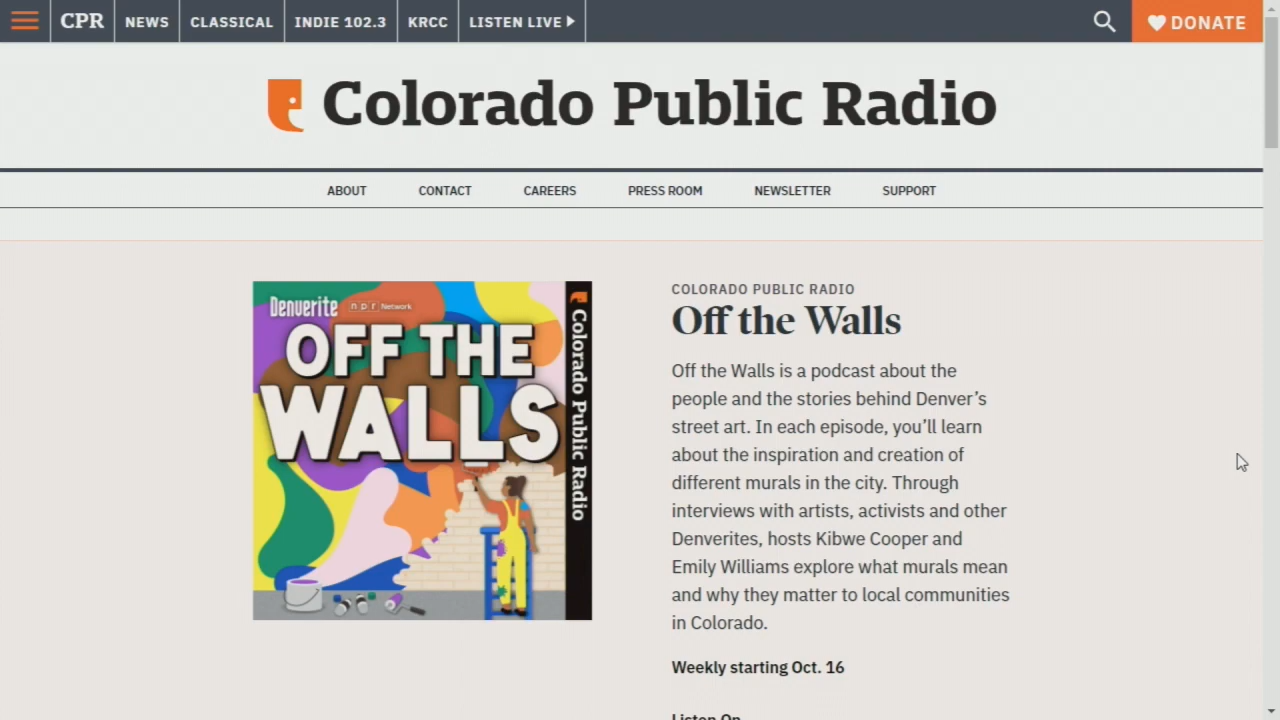 CPR NEWS CLASSICAL INDIE 102.3 KRCC LISTEN LIVE DONATE
Colorado Public Radio
ABOUT CONTACT CAREERS PRESS ROOM NEWSLETTER SUPPORT
Denverite npr Network
OFF THE
WALLS
Colorado Public Radio
COLORADO PUBLIC RADIO
Off the Walls
Off the Walls is a podcast about the
people and the stories behind Denver’s
street art. In each episode, you’ll learn
about the inspiration and creation of
different murals in the city. Through
interviews with artists, activists and other
Denverites, hosts Kibwe Cooper and
Emily Williams explore what murals mean
and why they matter to local communities
in Colorado.
Weekly starting Oct. 16
Listen On